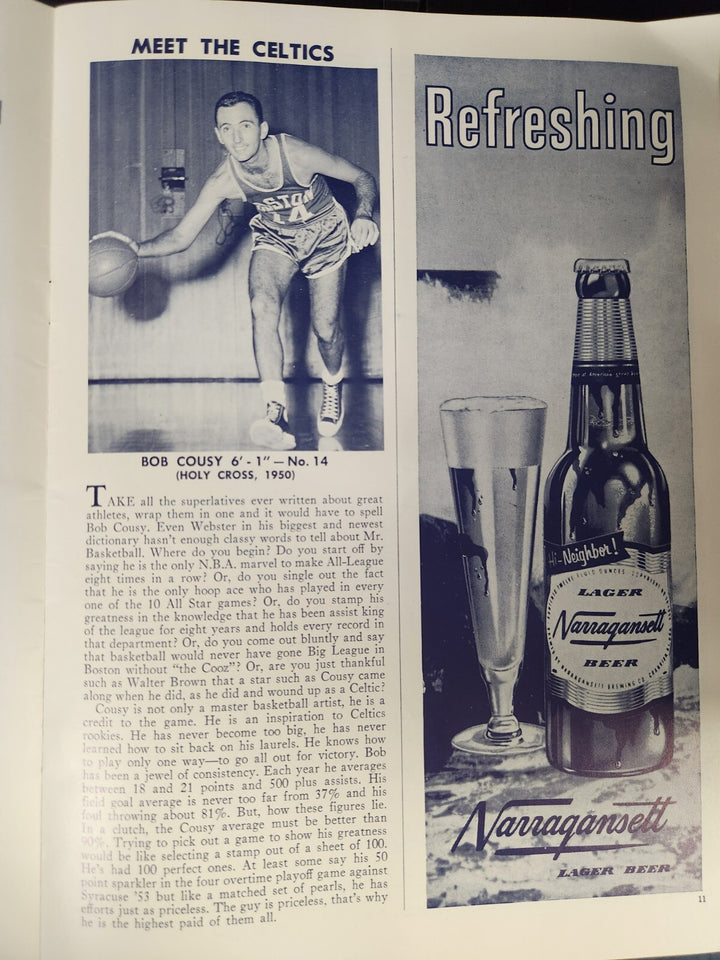 MEET THE CELTICS
BOSTON
14
BOB COUSY 6' - 1" — No. 14
(HOLY CROSS, 1950)
TAKE all the superlatives ever written about great
athletes, wrap them in one and it would have to spell
Bob Cousy. Even Webster in his biggest and newest
dictionary hasn't enough classy words to tell about Mr.
Basketball. Where do you begin? Do you start off by
saying he is the only N.B.A. marvel to make All-League
eight times in a row? Or, do you single out the fact
that he is the only hoop ace who has played in every
one of the 10 All Star games? Or, do you stamp his
greatness in the knowledge that he has been assist king
of the league for eight years and holds every record in
that department? Or, do you come out bluntly and say
that basketball would never have gone Big League in
Boston without "the Cooz"? Or, are you just thankful
such as Walter Brown that a star such as Cousy came
along when he did, as he did and wound up as a Celtic?
Cousy is not only a master basketball artist, he is a
credit to the game. He is an inspiration to Celtics
rookies. He has never become too big, he has never
learned how to sit back on his laurels. He knows how
to play only one way—to go all out for victory. Bob
has been a jewel of consistency. Each year he averages
between 18 and 21 points and 500 plus assists. His
field goal average is never too far from 37% and his
foul throwing about 81%. But, how these figures lie.
In a clutch, the Cousy average must be better than
90%. Trying to pick out a game to show his greatness
would be like selecting a stamp out of a sheet of 100.
He's had 100 perfect ones. At least some say his 50
point sparkler in the four overtime playoff game against
Syracuse '53 but like a matched set of pearls, he has
efforts just as priceless. The guy is priceless, that's why
he is the highest paid of them all.
Refreshing
Hi-Neighbor!
LAGER
Narragansett
BEER
NARRAGANSETT BREWING CO.
Narragansett
LAGER BEER
11